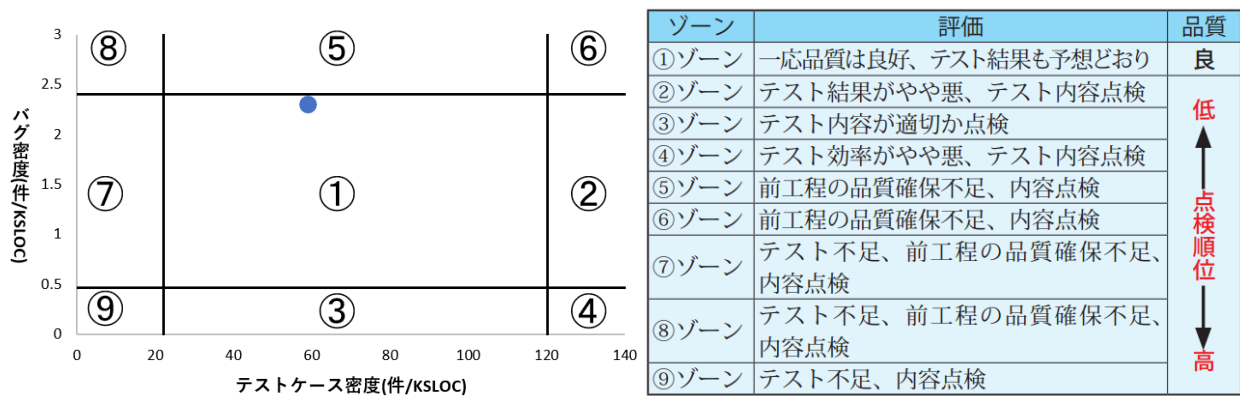 3
2.5
2
1.5
1
0.5
0
バグ密度(件/KSLOC)
⑧
⑤
⑥
⑦
①
②
⑨
③
④
0
20
40
60
80
100
120
140
テストケース密度(件/KSLOC)
ゾーン 評価 品質
①ゾーン 一応品質は良好、テスト結果も予想どおり 良
②ゾーン テスト結果がやや悪、テスト内容点検
③ゾーン テスト内容が適切か点検
④ゾーン テスト効率がやや悪、テスト内容点検
⑤ゾーン 前工程の品質確保不足、内容点検
⑥ゾーン 前工程の品質確保不足、内容点検
⑦ゾーン テスト不足、前工程の品質確保不足、
内容点検
⑧ゾーン テスト不足、前工程の品質確保不足、
内容点検
⑨ゾーン テスト不足、内容点検
低
点検順位
高